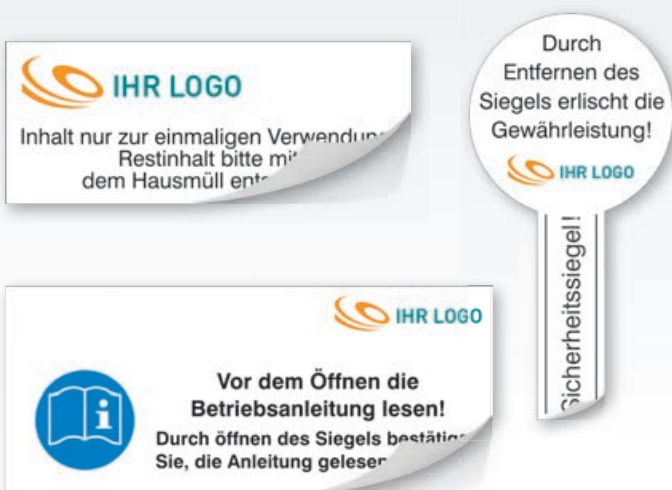 IHR LOGO
Inhalt nur zur einmaligen
Restinhalt bitte
dem Hausmüll
Durch
Entfernen des
Siegels erlischt die
Gewährleistung!
IHR LOGO
Sicherheitssiegel!
IHR LOGO
i
Vor dem Öffnen die
Betriebsanleitung lesen!
Durch öffnen des Siegels
Sie, die Anleitung